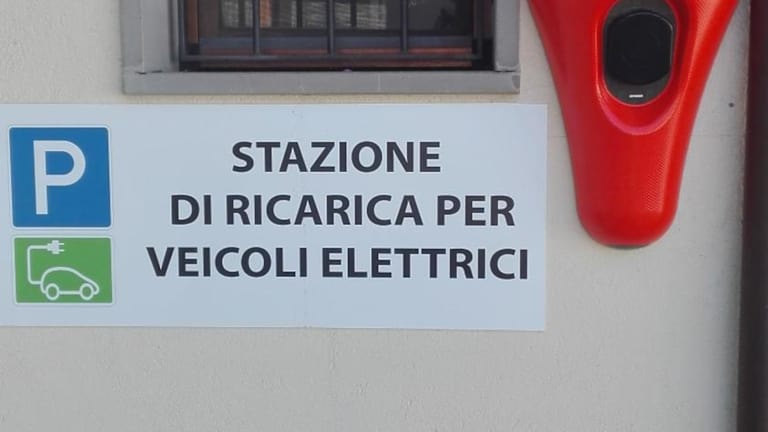 P
STAZIONE
DI RICARICA PER
VEICOLI ELETTRICI